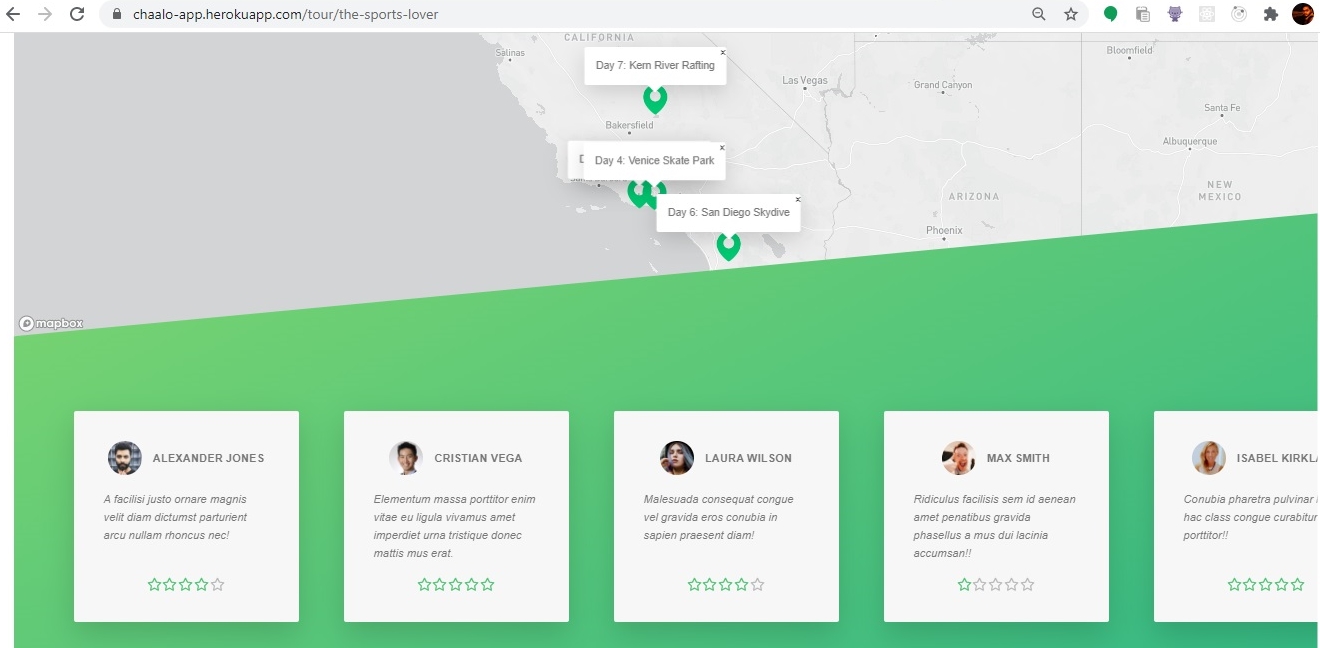 chaalo-app.herokuapp.com/tour/the-sports-lover
CALIFORNIA
Salinas
Day 7: Kern River Rafting
Las Vegas
Grand Canyon
Bloomfield
Santa Fe
Bakersfield
Albuquerque
D
Day 4: Venice Skate Park
ARIZONA
NEW
MEXICO
Day 6: San Diego Skydive
Phoenix
mapbox
ALEXANDER JONES
A facilisi justo ornare magnis
velit diam dictumst parturient
arcu nullam rhoncus nec!
CRISTIAN VEGA
Elementum massa porttitor enim
vitae eu ligula vivamus amet
imperdiet urna tristique donec
mattis mus erat.
LAURA WILSON
Malesuada consequat congue
vel gravida eros conubia in
sapien praesent diam!
MAX SMITH
Ridiculus facilisis sem id aenean
amet penatibus gravida
phasellus a mus dui lacinia
accumsan!!
ISABEL KIRKLA
Conubia pharetra pulvinar
hac class congue curabitur
porttitor!!